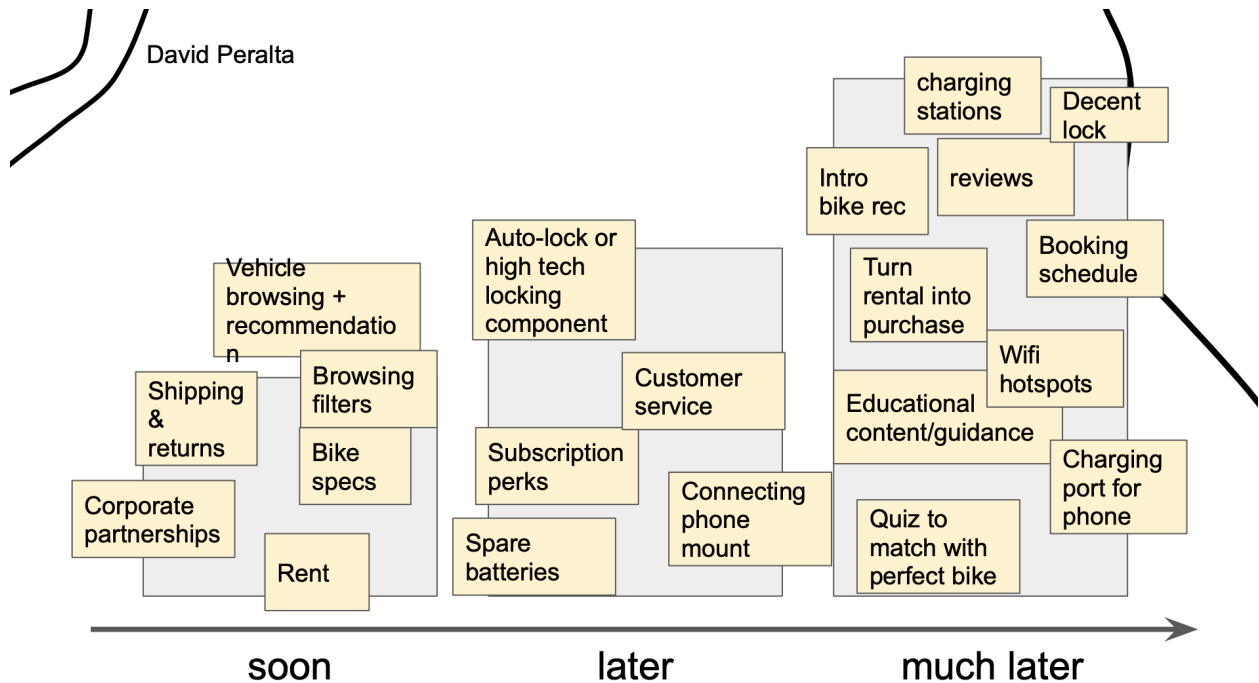 David Peralta
Vehicle
browsing +
recommendatio
n
Shipping
&
returns
Browsing
filters
Bike
specs
Corporate
partnerships
Rent
Auto-lock or
high tech
locking
component
Customer
service
Subscription
perks
Connecting
phone
mount
Spare
batteries
charging
stations
Decent
lock
Intro
bike rec
reviews
Booking
schedule
Turn
rental into
purchase
Wifi
hotspots
Educational
content/guidance
Charging
port for
phone
Quiz to
match with
perfect bike
soon
later
much later